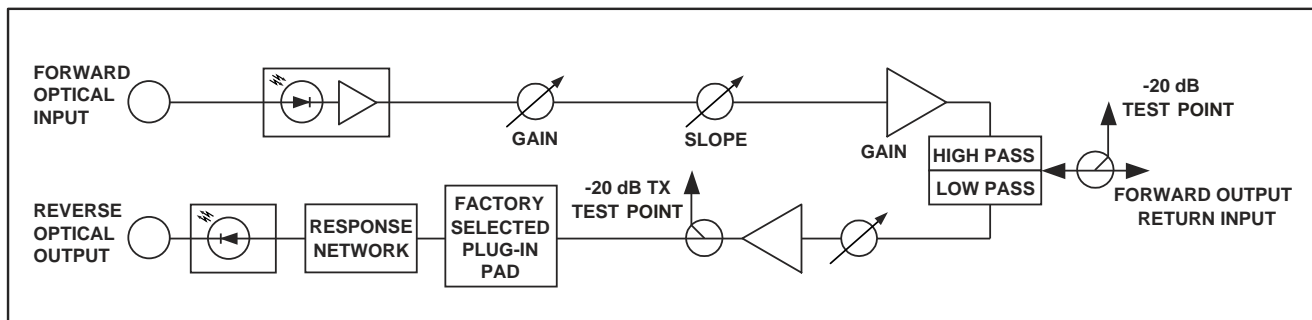 FORWARD
OPTICAL
INPUT
GAIN
SLOPE
GAIN
HIGH PASS
LOW PASS
-20 dB
TEST POINT
FORWARD OUTPUT
RETURN INPUT
REVERSE
OPTICAL
OUTPUT
RESPONSE
NETWORK
FACTORY
SELECTED
PLUG-IN
PAD
-20 dB TX
TEST POINT